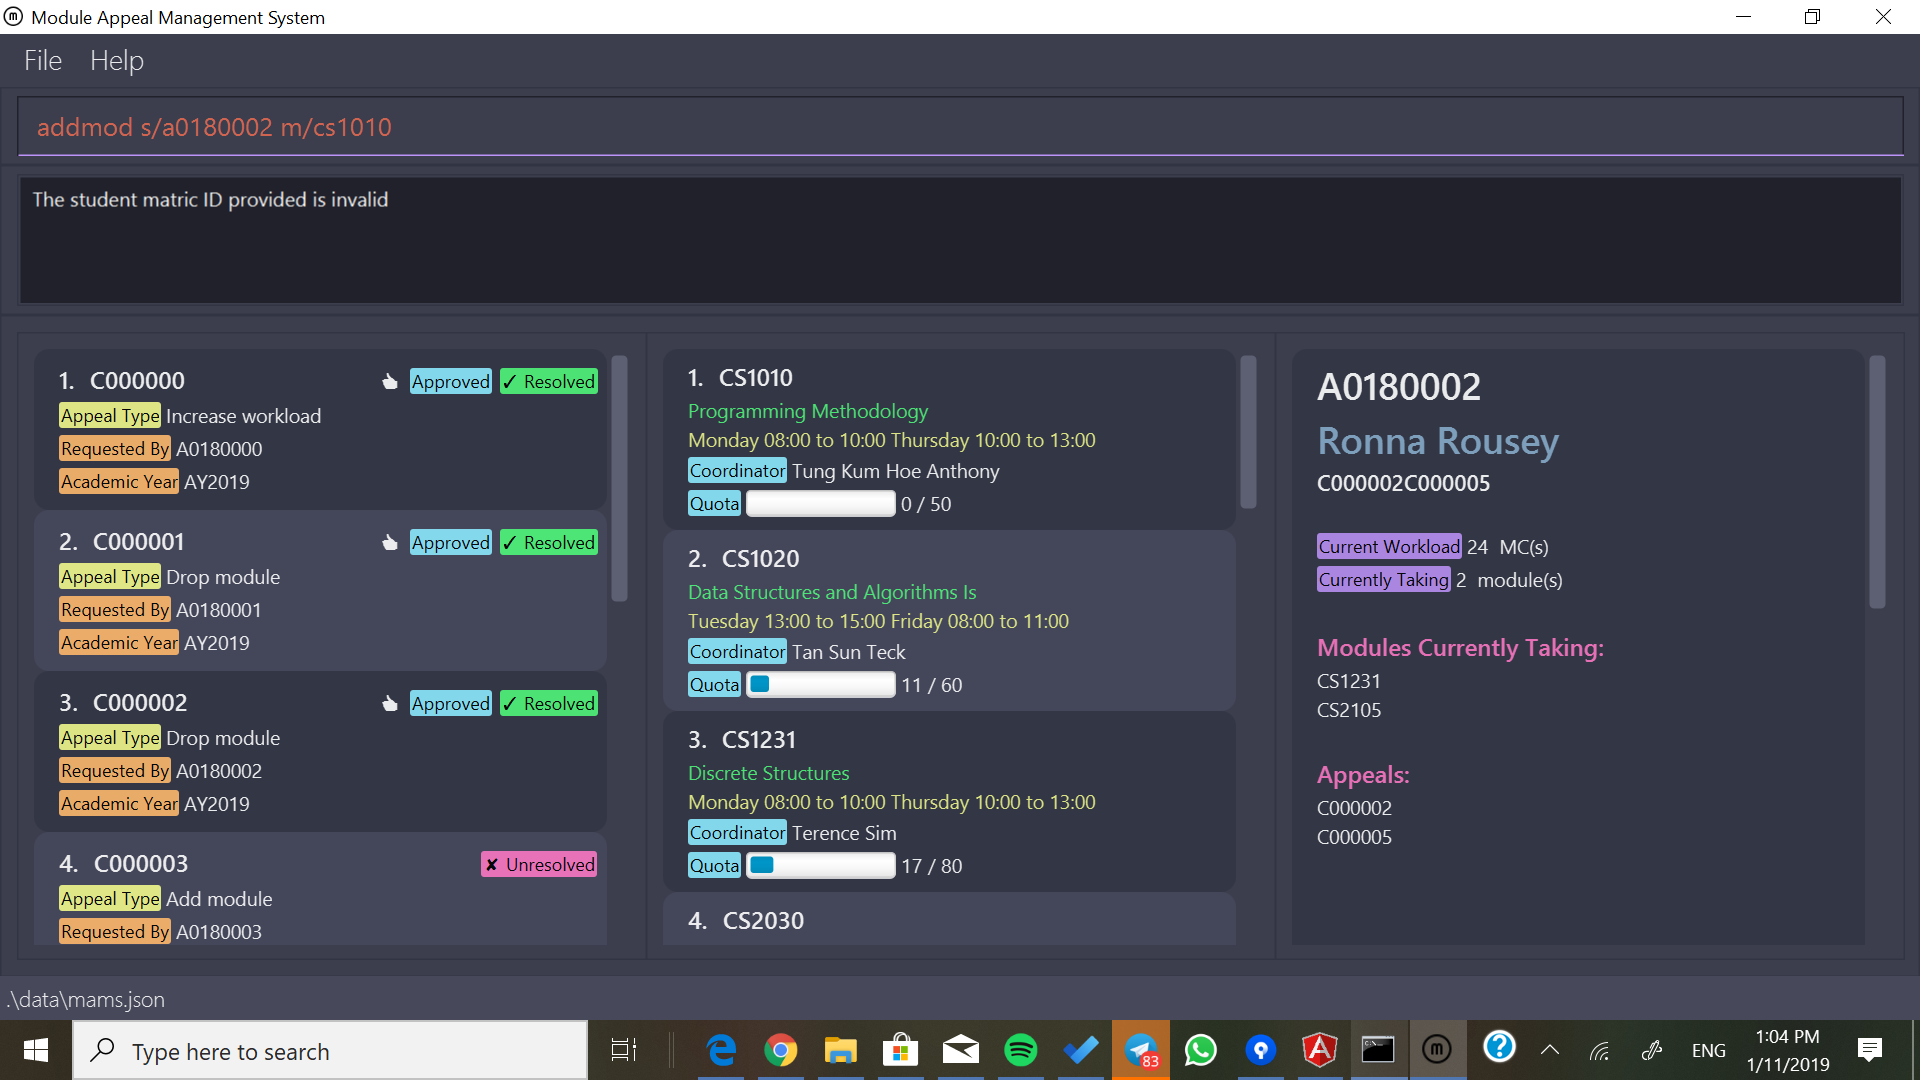 Module Appeal Management System
File Help
addmod s/a0180002 m/cs1010
The student matric ID provided is invalid
1. C000000 Approved ✓ Resolved
Appeal Type Increase workload
Requested By A0180000
Academic Year AY2019
2. C000001 Approved ✓ Resolved
Appeal Type Drop module
Requested By A0180001
Academic Year AY2019
3. C000002 Approved ✓ Resolved
Appeal Type Drop module
Requested By A0180002
Academic Year AY2019
4. C000003 ✘ Unresolved
Appeal Type Add module
Requested By A0180003
1. CS1010
Programming Methodology
Monday 08:00 to 10:00 Thursday 10:00 to 13:00
Coordinator Tung Kum Hoe Anthony
Quota 0 / 50
2. CS1020
Data Structures and Algorithms Is
Tuesday 13:00 to 15:00 Friday 08:00 to 11:00
Coordinator Tan Sun Teck
Quota 11 / 60
3. CS1231
Discrete Structures
Monday 08:00 to 10:00 Thursday 10:00 to 13:00
Coordinator Terence Sim
Quota 17 / 80
4. CS2030
A0180002
Ronna Rousey
C000002C000005
Current Workload 24 MC(s)
Currently Taking 2 module(s)
Modules Currently Taking:
CS1231
CS2105
Appeals:
C000002
C000005
.\data\mams.json
Type here to search
83
ENG
1:04 PM
1/11/2019